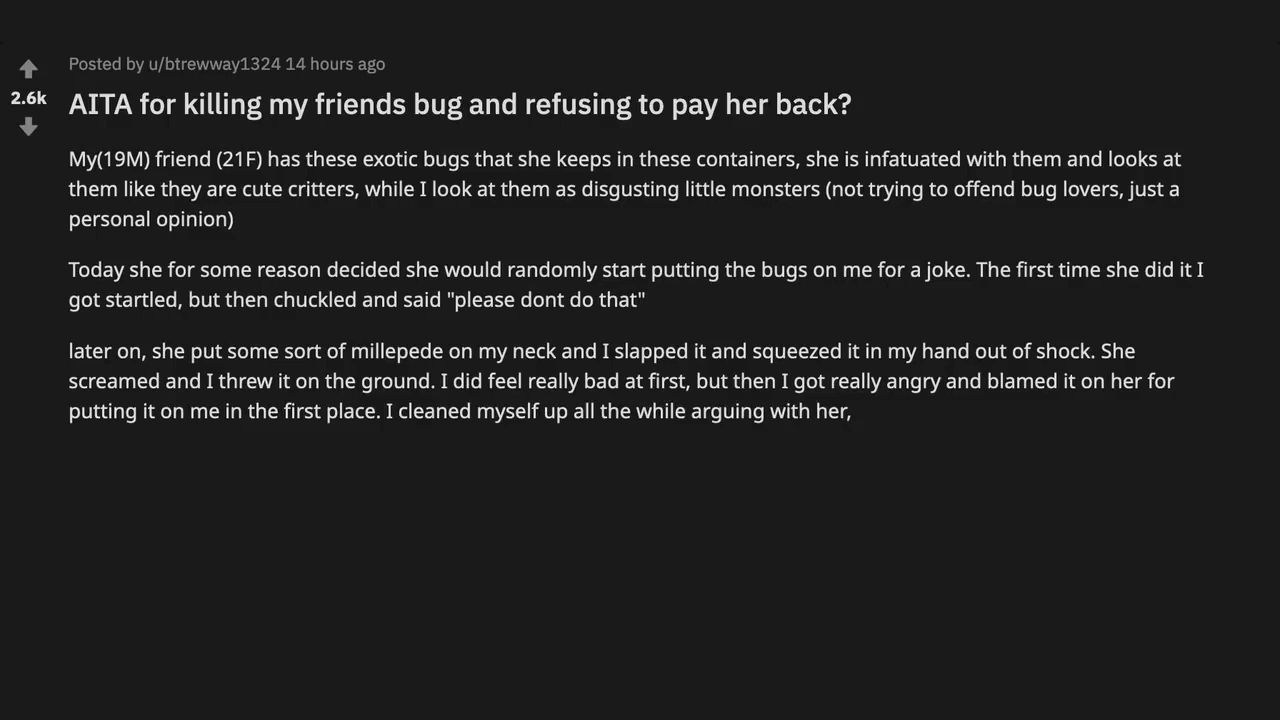 Posted by u/btrewway1324 14 hours ago
2.6k
AITA for killing my friends bug and refusing to pay her back?
My(19M) friend (21F) has these exotic bugs that she keeps in these containers, she is infatuated with them and looks at
them like they are cute critters, while I look at them as disgusting little monsters (not trying to offend bug lovers, just a
personal opinion)
Today she for some reason decided she would randomly start putting the bugs on me for a joke. The first time she did it I
got startled, but then chuckled and said "please dont do that"
later on, she put some sort of millepede on my neck and I slapped it and squeezed it in my hand out of shock. She
screamed and I threw it on the ground. I did feel really bad at first, but then I got really angry and blamed it on her for
putting it on me in the first place. I cleaned myself up all the while arguing with her,